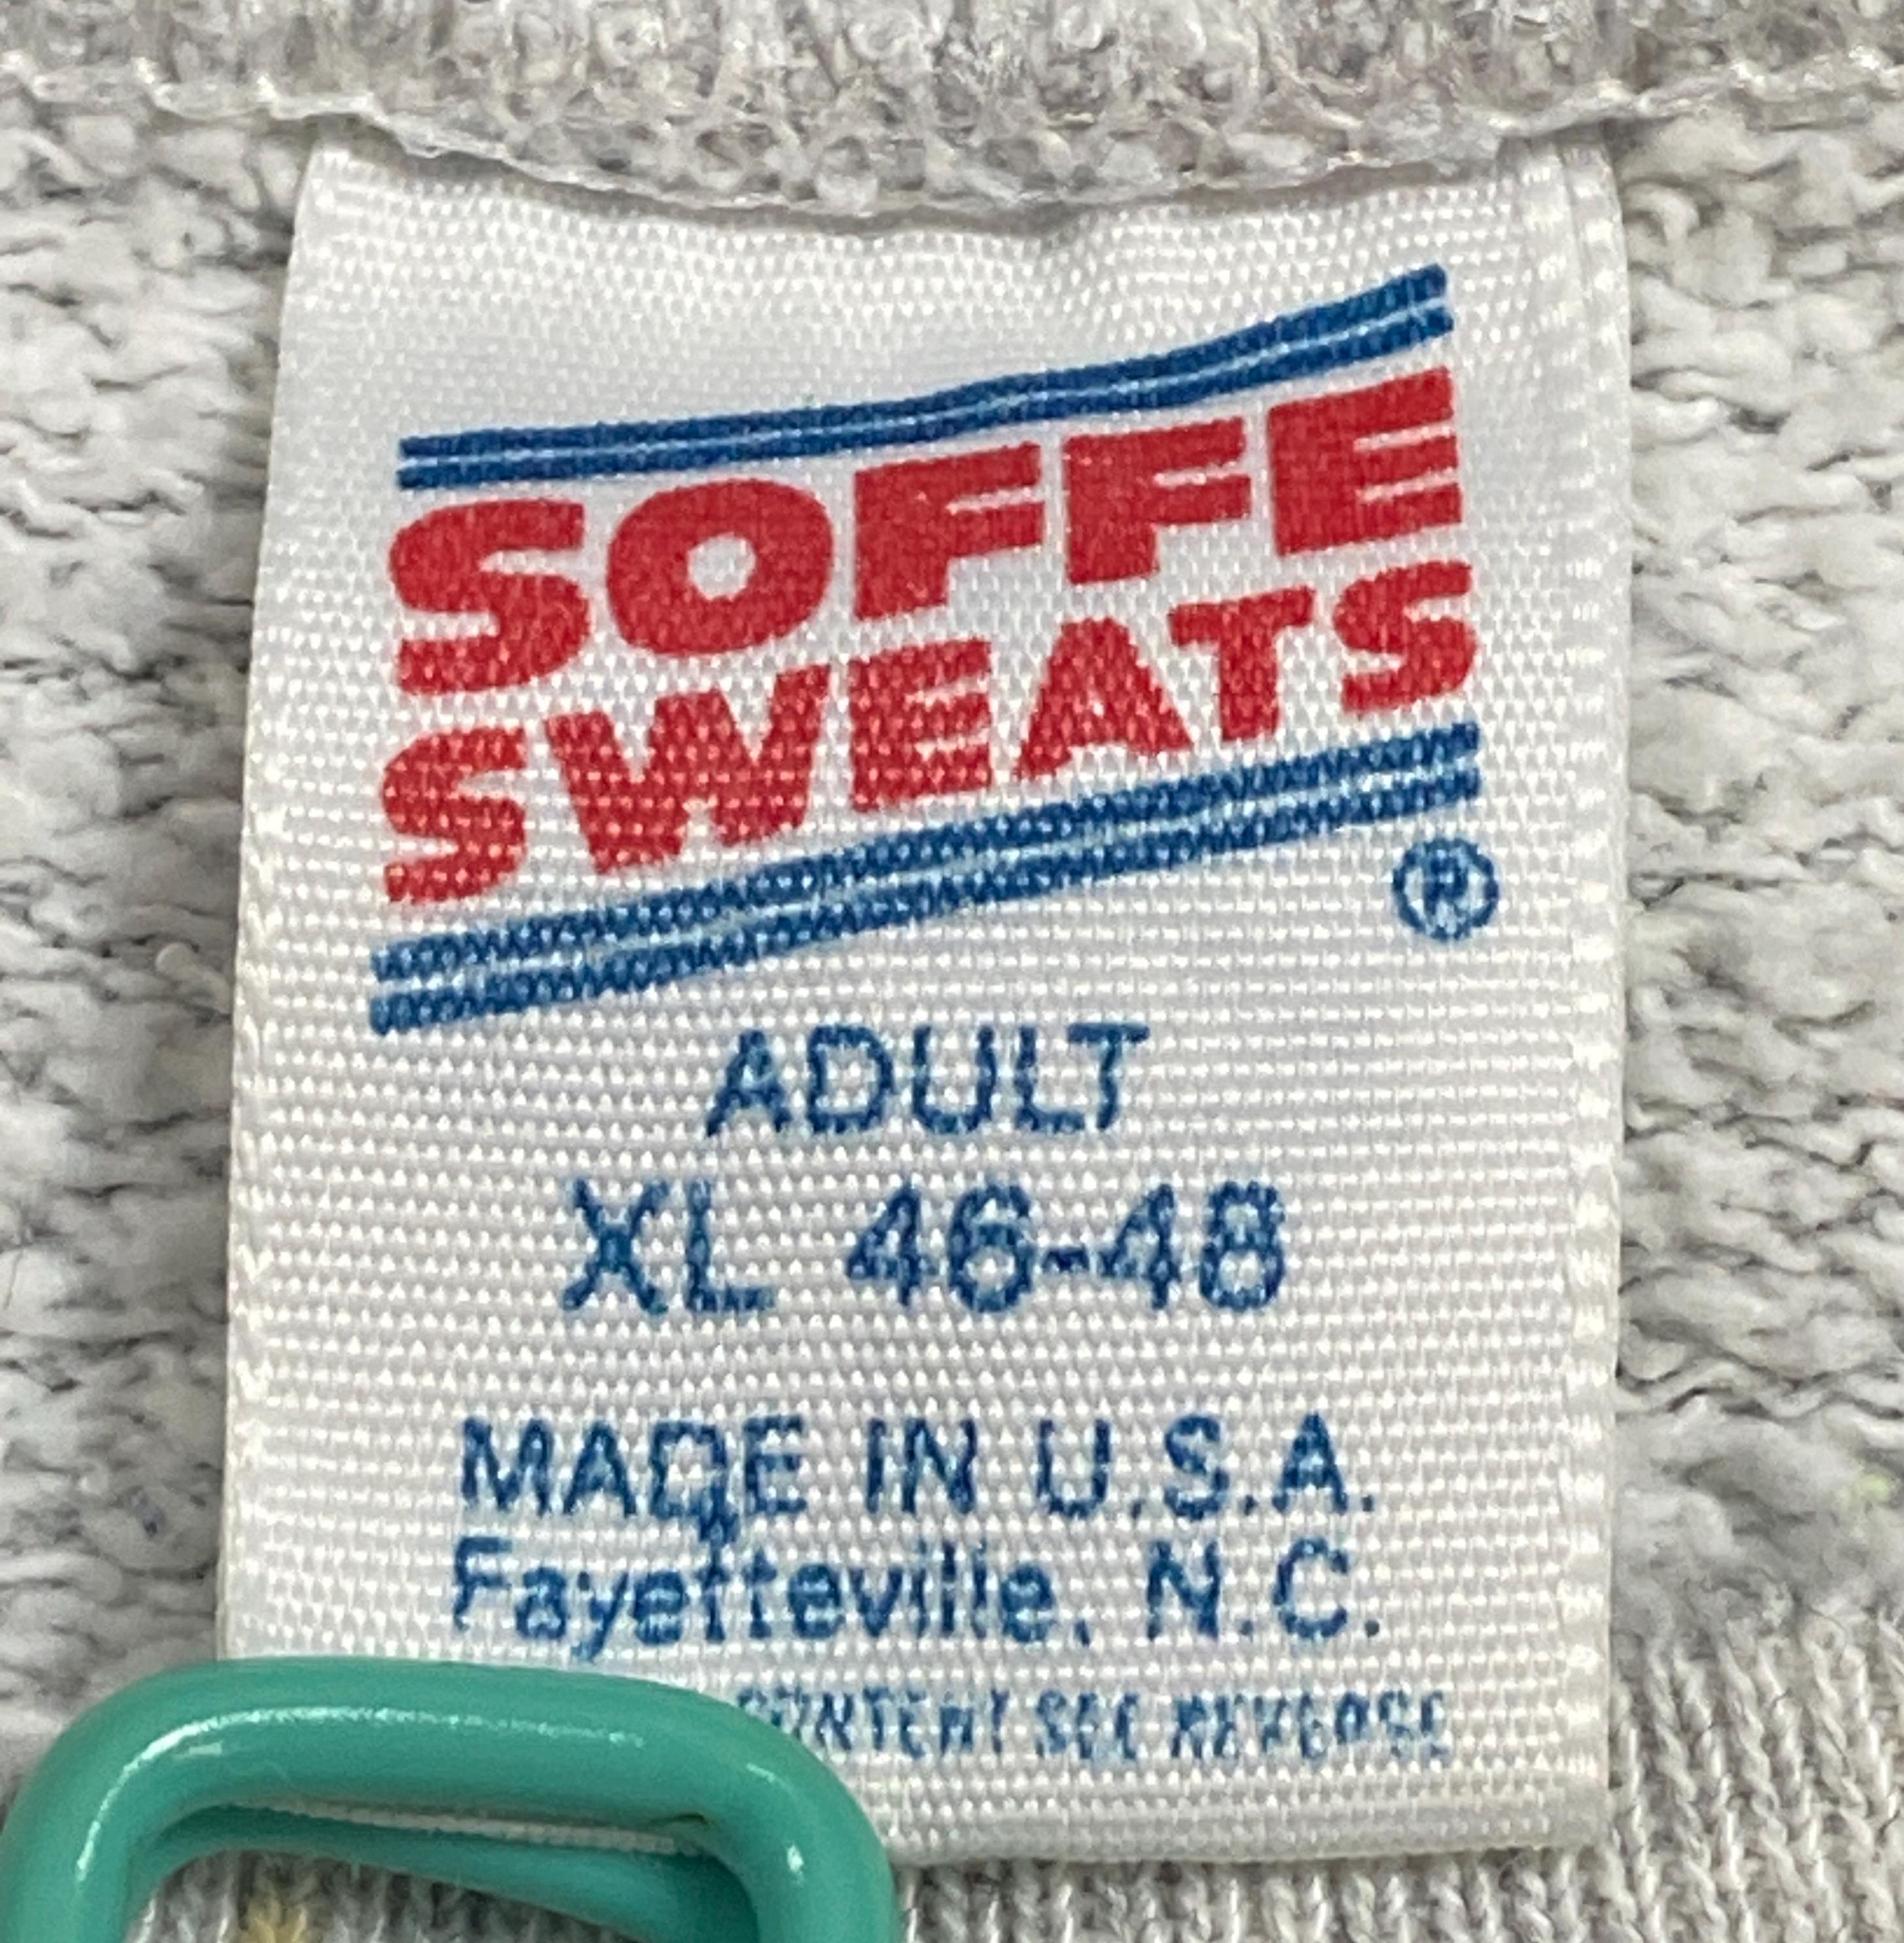 SOFFE
SWEATS
®
ADULT
XL 46-48
MADE IN U.S.A.
Fayetteville, N.C.
CONTENT SEE REVERSE